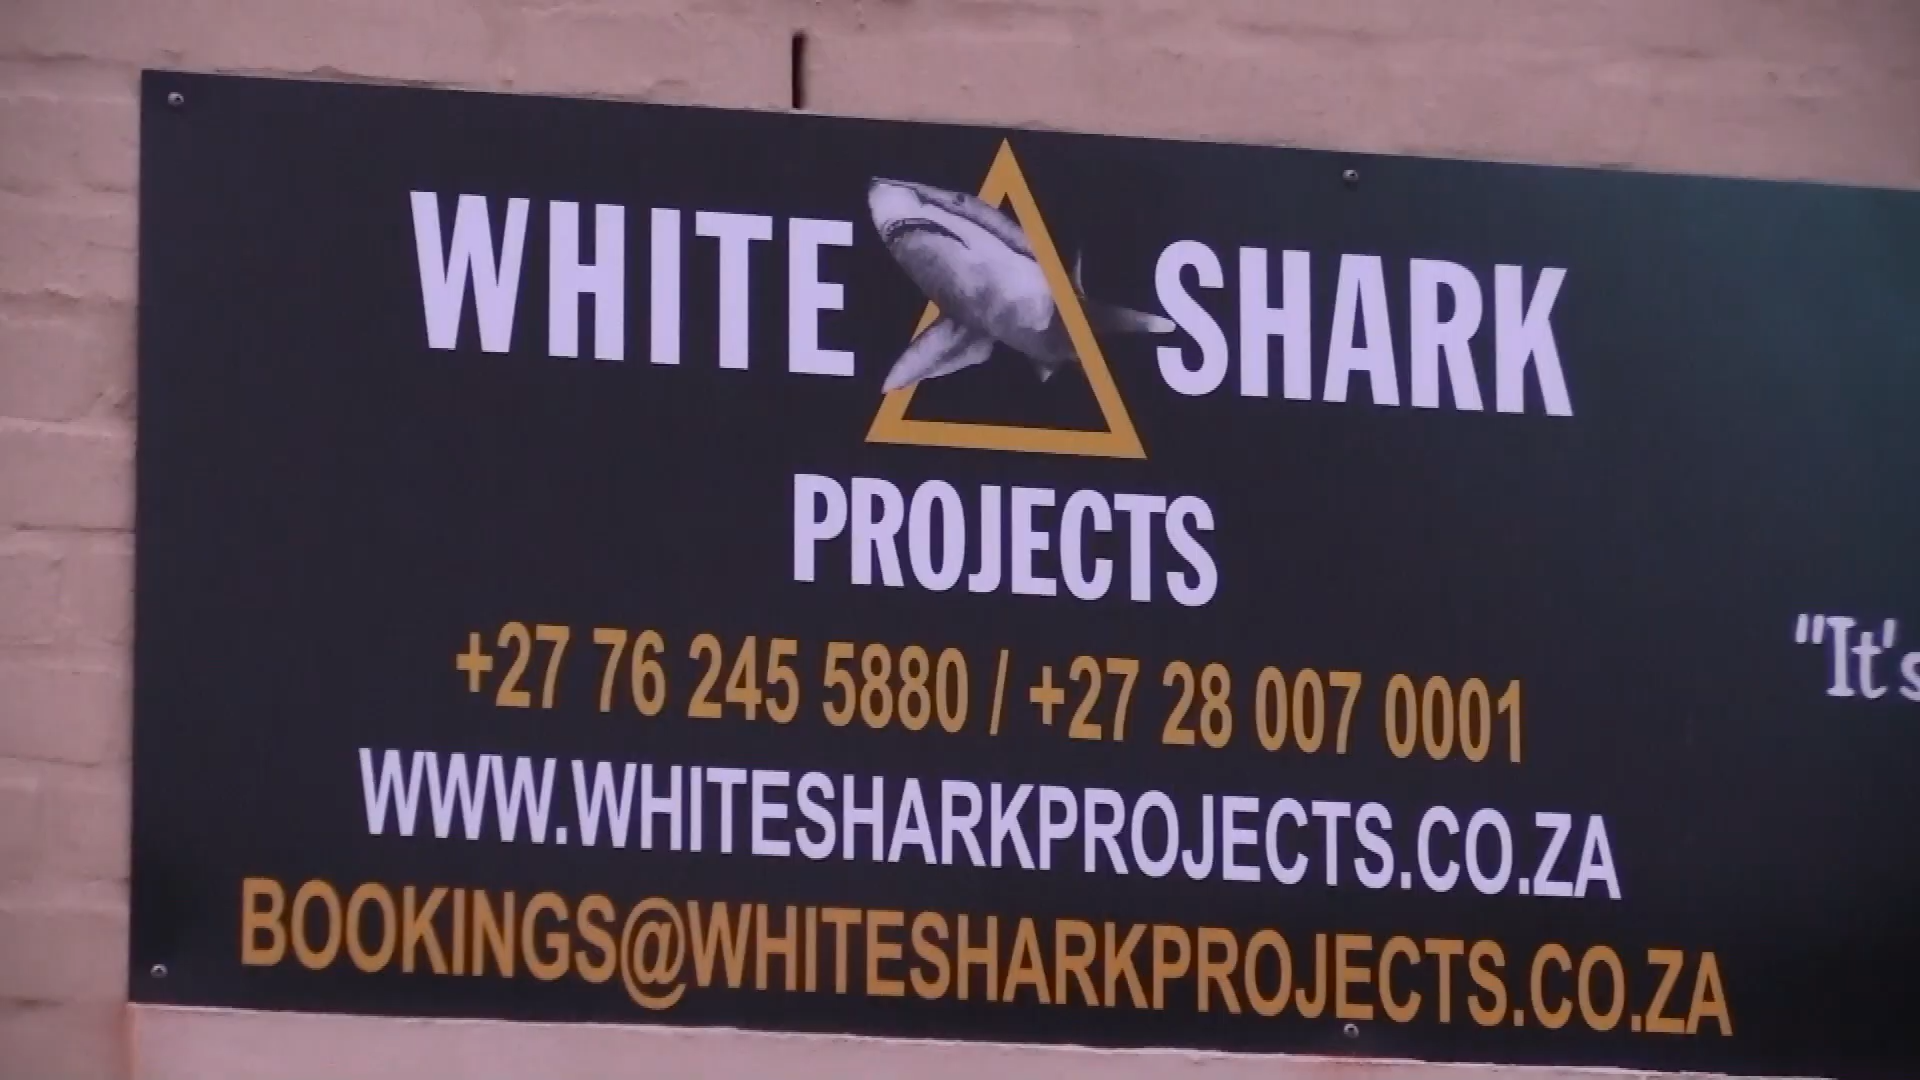 WHITE SHARK
PROJECTS
+27 76 245 5880 / +27 28 007 0001
WWW.WHITESHARKPROJECTS.CO.ZA
BOOKINGS@WHITESHARKPROJECTS.CO.ZA
"It's